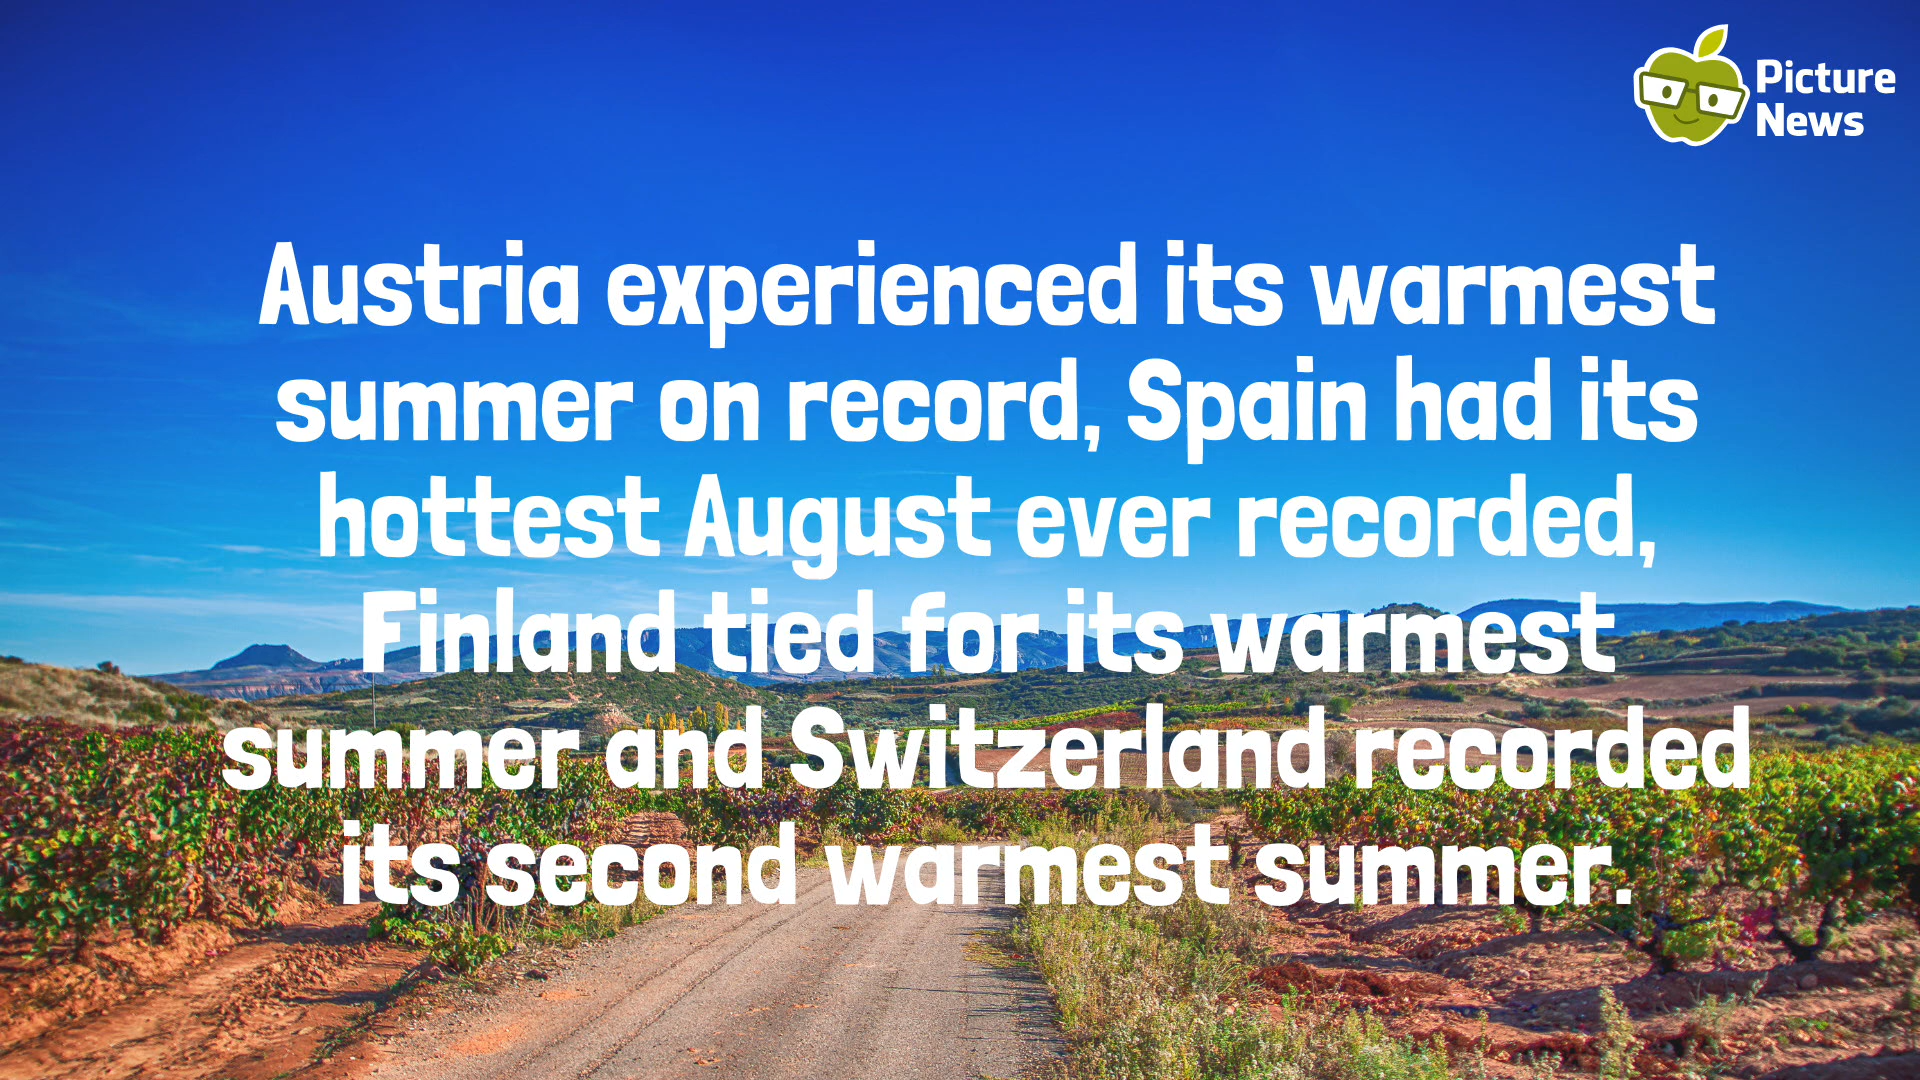 Picture
News
Austria experienced its warmest
summer on record, Spain had its
hottest August ever recorded,
Finland tied for its warmest
summer and Switzerland recorded
its second warmest summer.